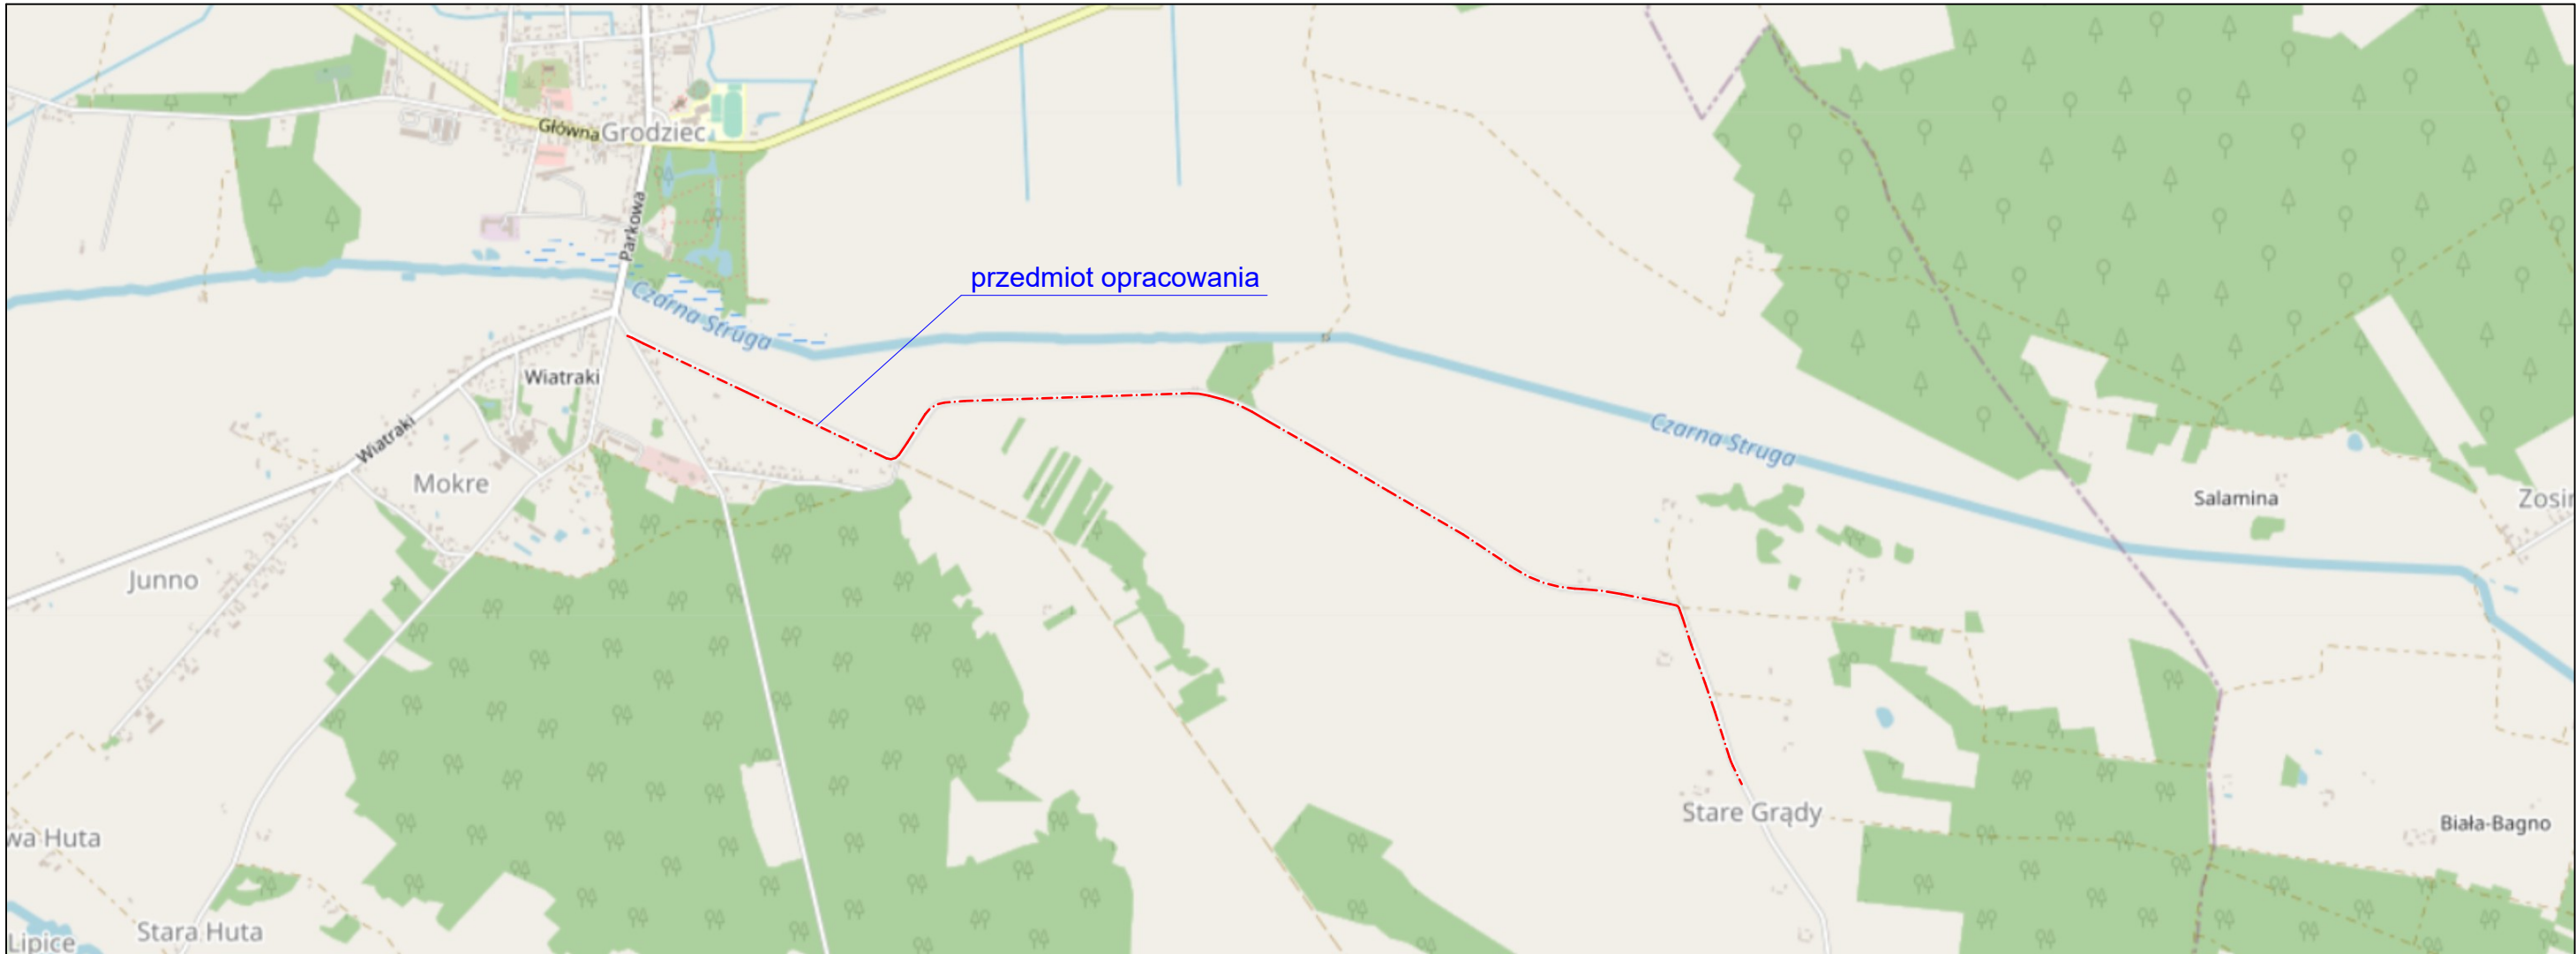 Główna
Grodziec
Parkowa
przedmiot opracowania
Czarna Struga
Wiatraki
Wiatraki
Czarna Struga
Mokre
Salamina
Zosin
Junno
Stare Grądy
Biała-Bagno
wa Huta
Stara Huta
Lipice